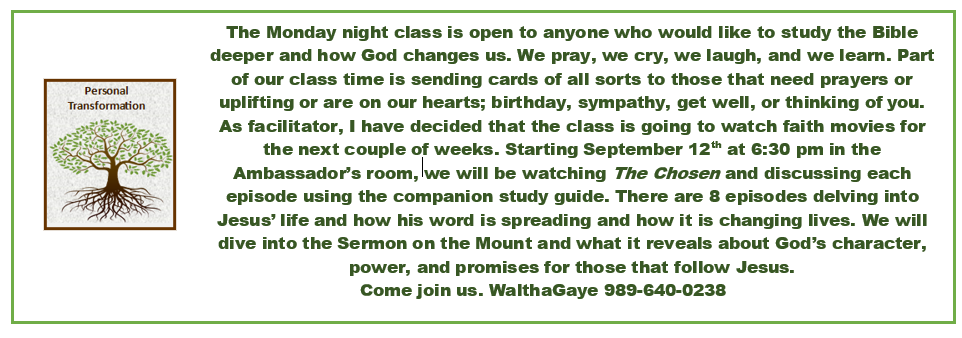 Personal
Transformation
The Monday night class is open to anyone who would like to study the Bible
deeper and how God changes us. We pray, we cry, we laugh, and we learn. Part
of our class time is sending cards of all sorts to those that need prayers or
uplifting or are on our hearts; birthday, sympathy, get well, or thinking of you.
As facilitator, I have decided that the class is going to watch faith movies for
the next couple of weeks. Starting September 12th at 6:30 pm in the
Ambassador's room, we will be watching The Chosen and discussing each
episode using the companion study guide. There are 8 episodes delving into
Jesus' life and how his word is spreading and how it is changing lives. We will
dive into the Sermon on the Mount and what it reveals about God's character,
power, and promises for those that follow Jesus.
Come join us. WalthaGaye 989-640-0238